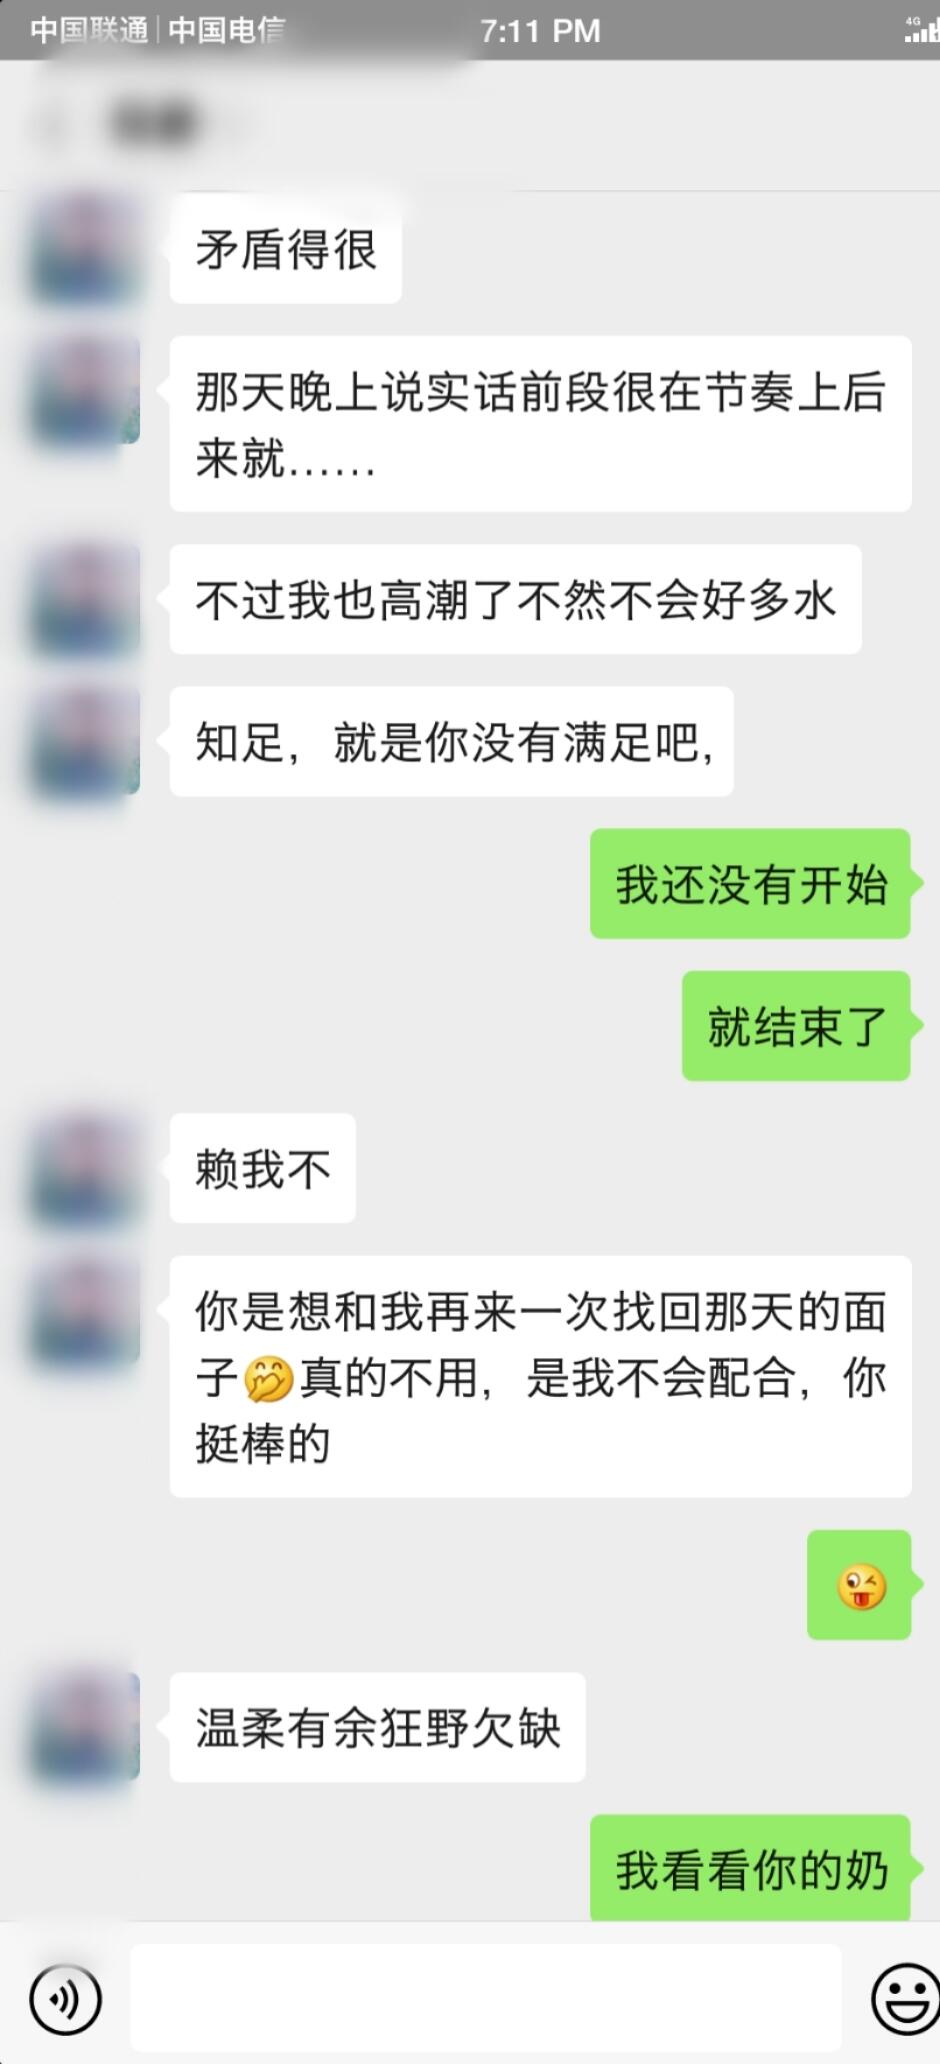 中国联通 | 中国电信
7:11 PM
4G
矛盾得很
那天晚上说实话前段很在节奏上后
来就......
不过我也高潮了不然不会好多水
知足，就是你没有满足吧，
我还没有开始
就结束了
赖我不
你是想和我再来一次找回那天的面
子🤭真的不用，是我不会配合，你
挺棒的
😜
温柔有余狂野欠缺
我看看你的奶